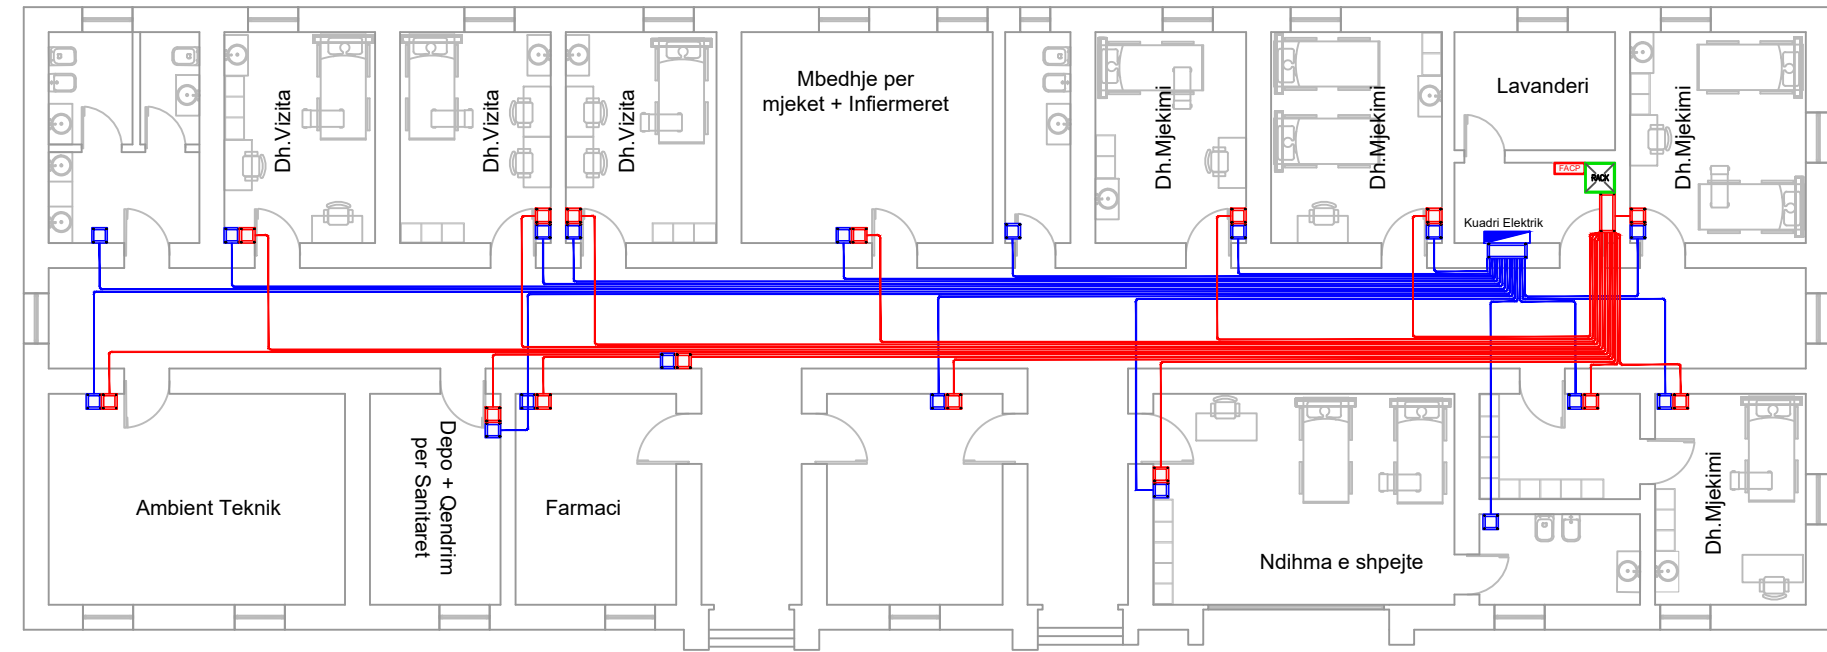 Dh.Vizita
Dh.Vizita
Dh.Vizita
Mbedhje per
mjeket + Infiermeret
Dh.Mjekimi
Dh.Mjekimi
Lavanderi
Dh.Mjekimi
FACP
RACK
Kuadri Elektrik
Ambient Teknik
Depo + Qendrim
per Sanitaret
Farmaci
Ndihma e shpejte
Dh.Mjekimi